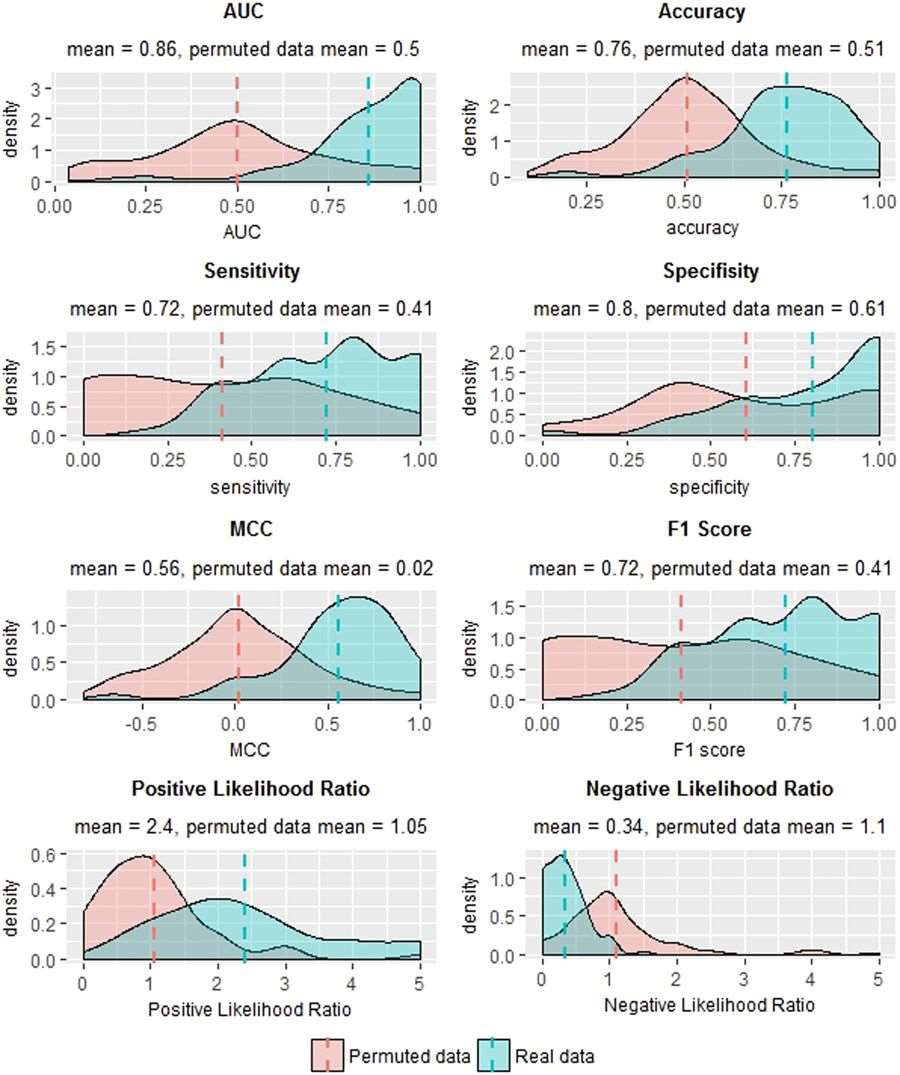 AUC
mean = 0.86, permuted data mean = 0.5
density
3
2
1
0
0.00 0.25 0.50 0.75 1.00
AUC
Accuracy
mean = 0.76, permuted data mean = 0.51
density
2
1
0
0.25 0.50 0.75 1.00
accuracy
Sensitivity
mean = 0.72, permuted data mean = 0.41
density
1.5
1.0
0.5
0.0
0.00 0.25 0.50 0.75 1.00
sensitivity
Specifisity
mean = 0.8, permuted data mean = 0.61
density
2.0
1.5
1.0
0.5
0.0
0.00 0.25 0.50 0.75 1.00
specificity
MCC
mean = 0.56, permuted data mean = 0.02
density
1.0
0.5
0.0
-0.5 0.0 0.5 1.0
MCC
F1 Score
mean = 0.72, permuted data mean = 0.41
density
1.5
1.0
0.5
0.0
0.00 0.25 0.50 0.75 1.00
F1 score
Positive Likelihood Ratio
mean = 2.4, permuted data mean = 1.05
density
0.6
0.4
0.2
0.0
0 1 2 3 4 5
Positive Likelihood Ratio
Negative Likelihood Ratio
mean = 0.34, permuted data mean = 1.1
density
1.0
0.5
0.0
0 1 2 3 4 5
Negative Likelihood Ratio
Permuted data Real data